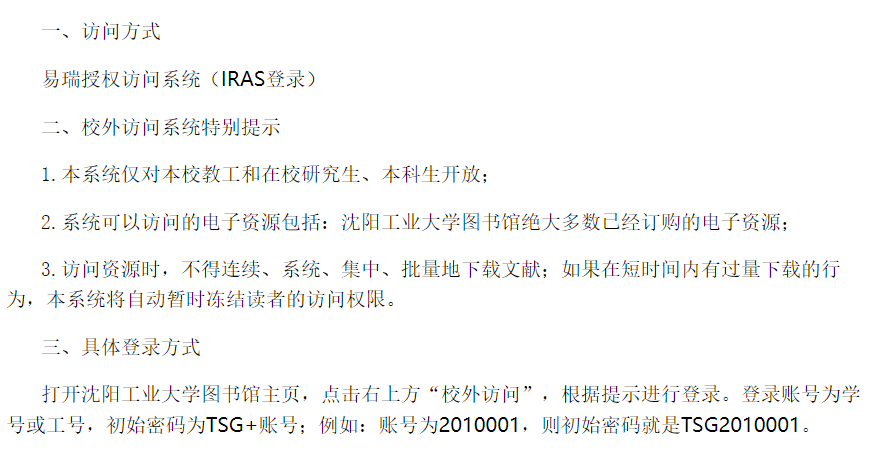 一、访问方式
易瑞授权访问系统（IRAS登录）
二、校外访问系统特别提示
1.本系统仅对本校教工和在校研究生、本科生开放；
2.系统可以访问的电子资源包括：沈阳工业大学图书馆绝大多数已经订购的电子资源；
3.访问资源时，不得连续、系统、集中、批量地下载文献；如果在短时间内有过量下载的行
为，本系统将自动暂时冻结读者的访问权限。
三、具体登录方式
打开沈阳工业大学图书馆主页，点击右上方“校外访问”，根据提示进行登录。登录账号为学
号或工号，初始密码为TSG+账号；例如：账号为2010001，则初始密码就是TSG2010001。